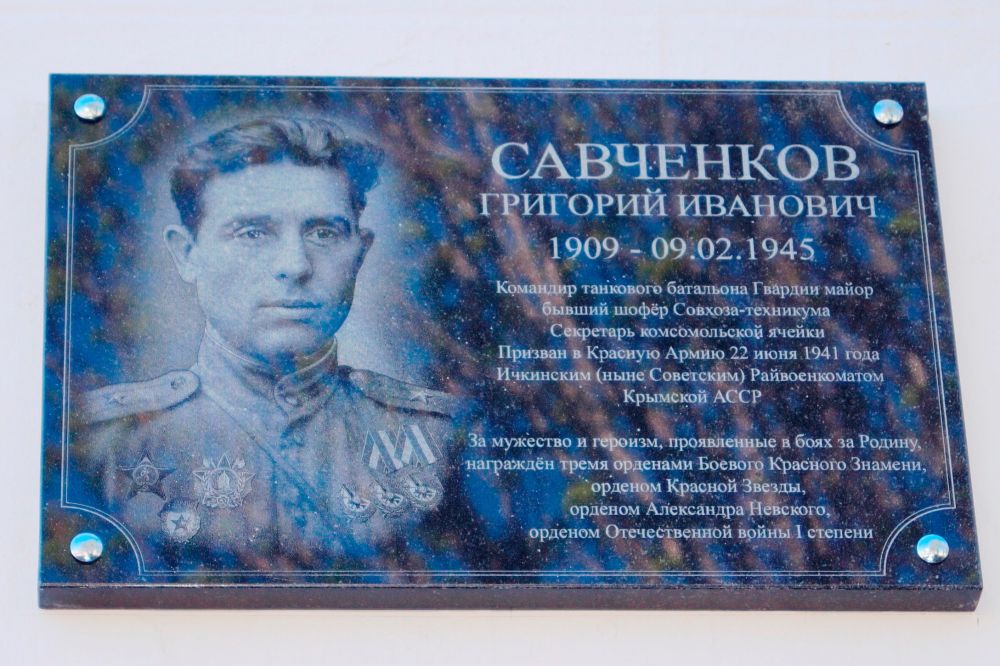 САВЧЕНКОВ
ГРИГОРИЙ ИВАНОВИЧ
1909 - 09.02.1945
Командир танкового батальона Гвардии майор
бывший шофёр Совхоза-техникума
Секретарь комсомольской ячейки
Призван в Красную Армию 22 июня 1941 года
Ичкинским (ныне Советским) Райвоенкоматом
Крымской АССР
За мужество и героизм, проявленные в боях за Родину,
награждён тремя орденами Боевого Красного Знамени,
орденом Красной Звезды,
орденом Александра Невского,
орденом Отечественной войны I степени